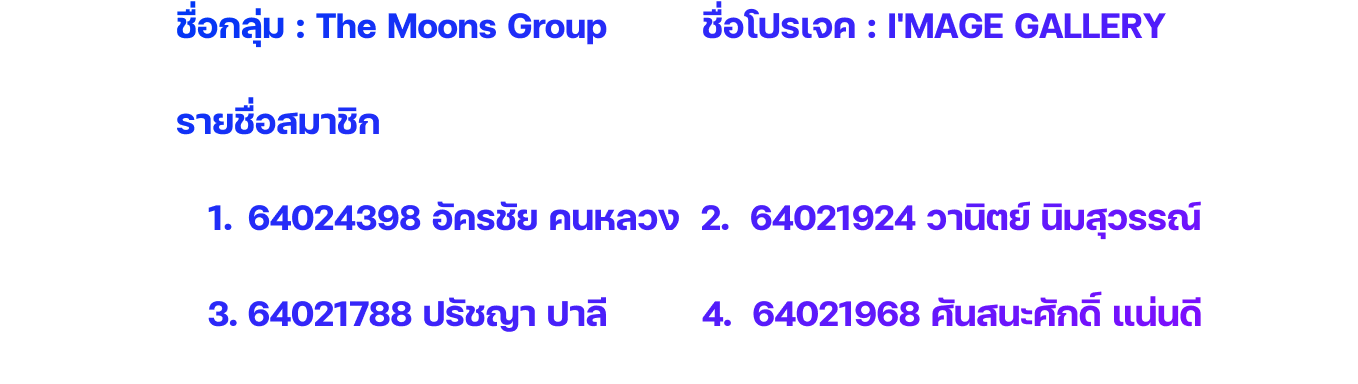 ชื่อกลุ่ม : The Moons Group ชื่อโปรเจค : I'MAGE GALLERY
รายชื่อสมาชิก
1. 64024398 อัครชัย คนหลวง 2. 64021924 วานิตย์ นิมสุวรรณ์
3. 64021788 ปรัชญา ปาลี 4. 64021968 ศันสนะศักดิ์ แน่นดี